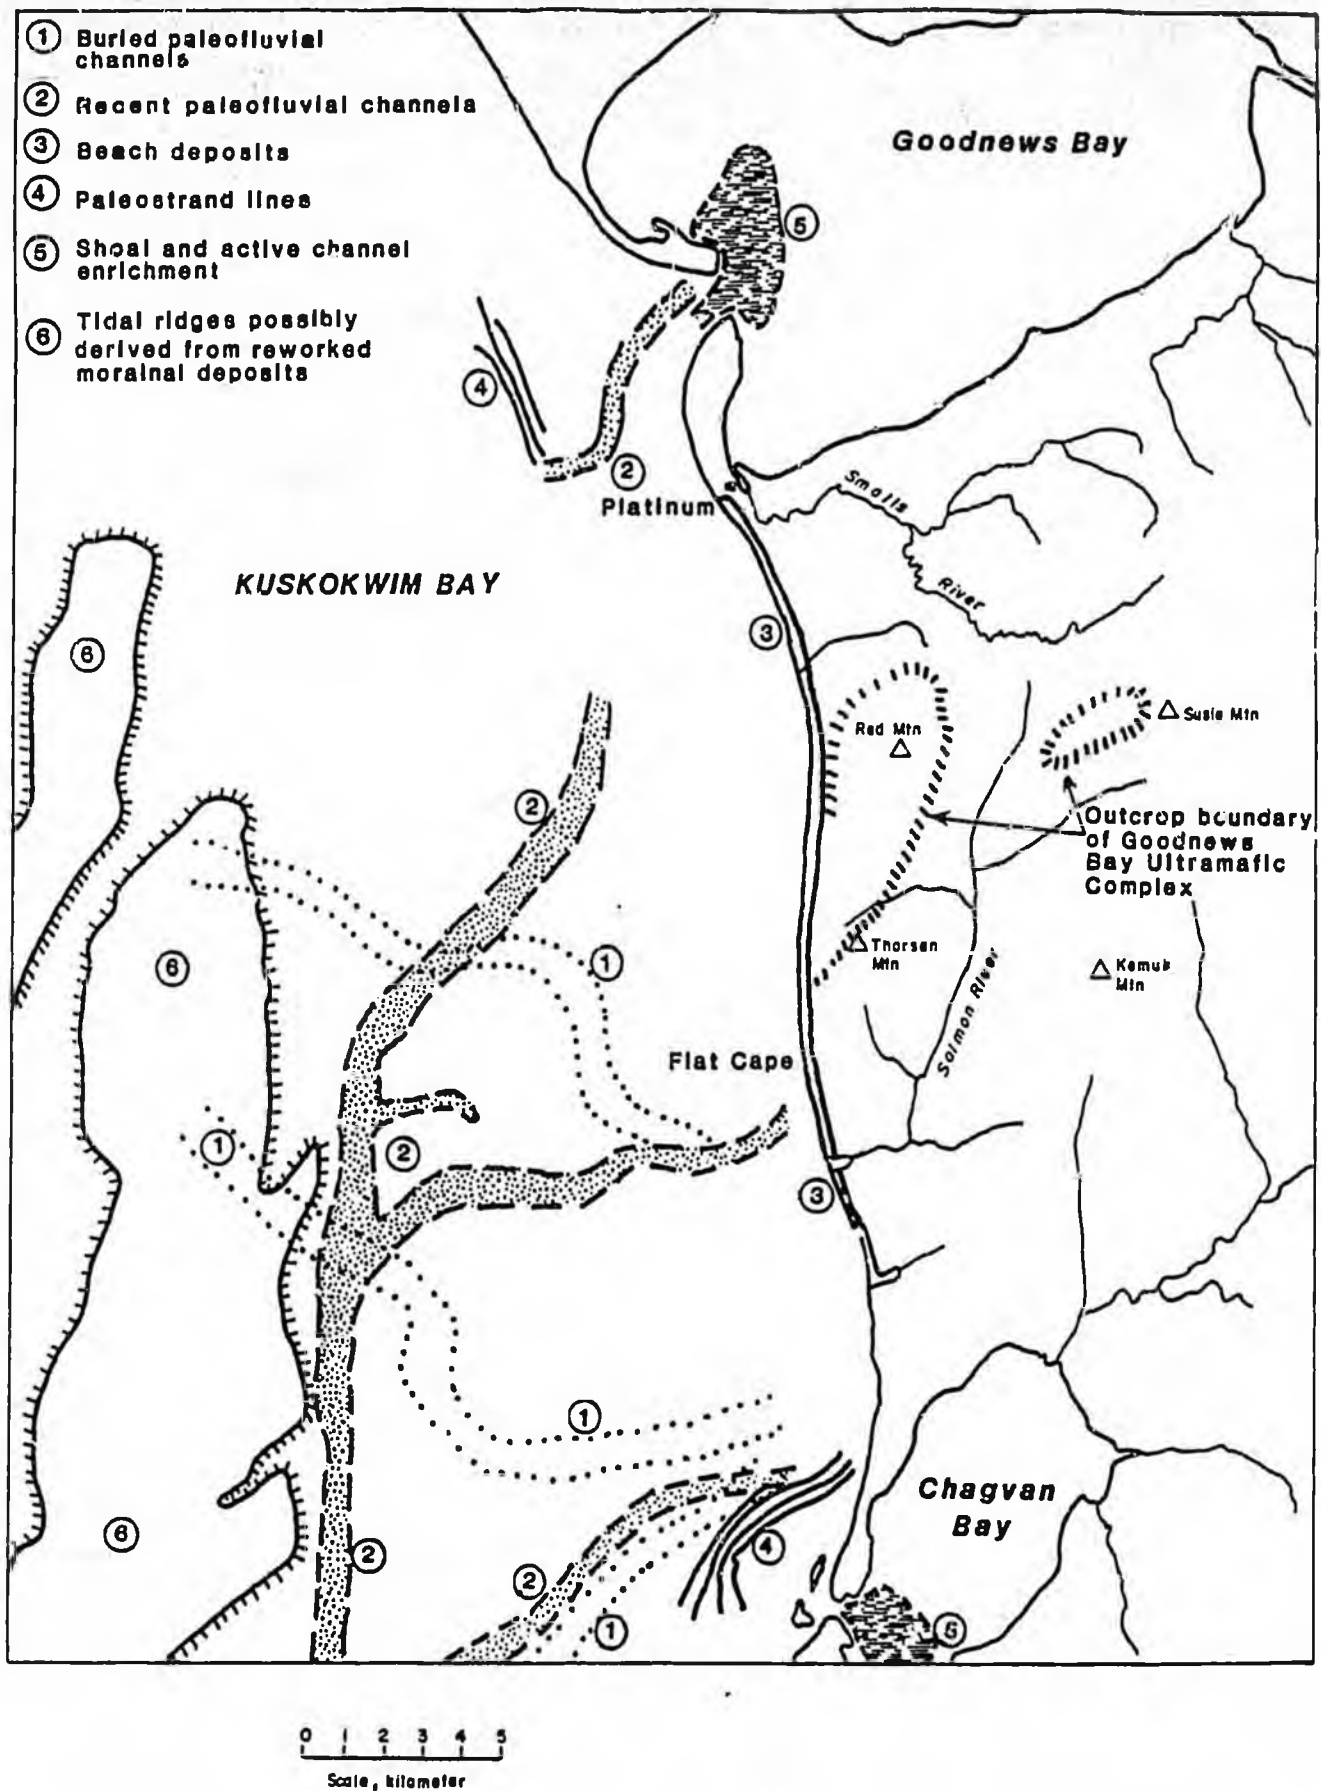 1 Buried paleofluvial
channels
2 Recent paleofluvial channels
3 Beach deposits
4 Paleostrand lines
5 Shoal and active channel
enrichment
6 Tidal ridges possibly
derived from reworked
morainal deposits
Goodnews Bay
5
4
2
Platinum
Smalls
River
KUSKOKWIM BAY
3
6
Red Mtn
Susie Mtn
2
Outcrop boundary
of Goodnews
Bay Ultramafic
Complex
6
1
Thorsen
Mtn
Kemuk
Mtn
Salmon River
Flat Cape
1
2
3
1
Chagvan
Bay
6
2
2
4
1
5
0 1 2 3 4 5
Scale, kilometer